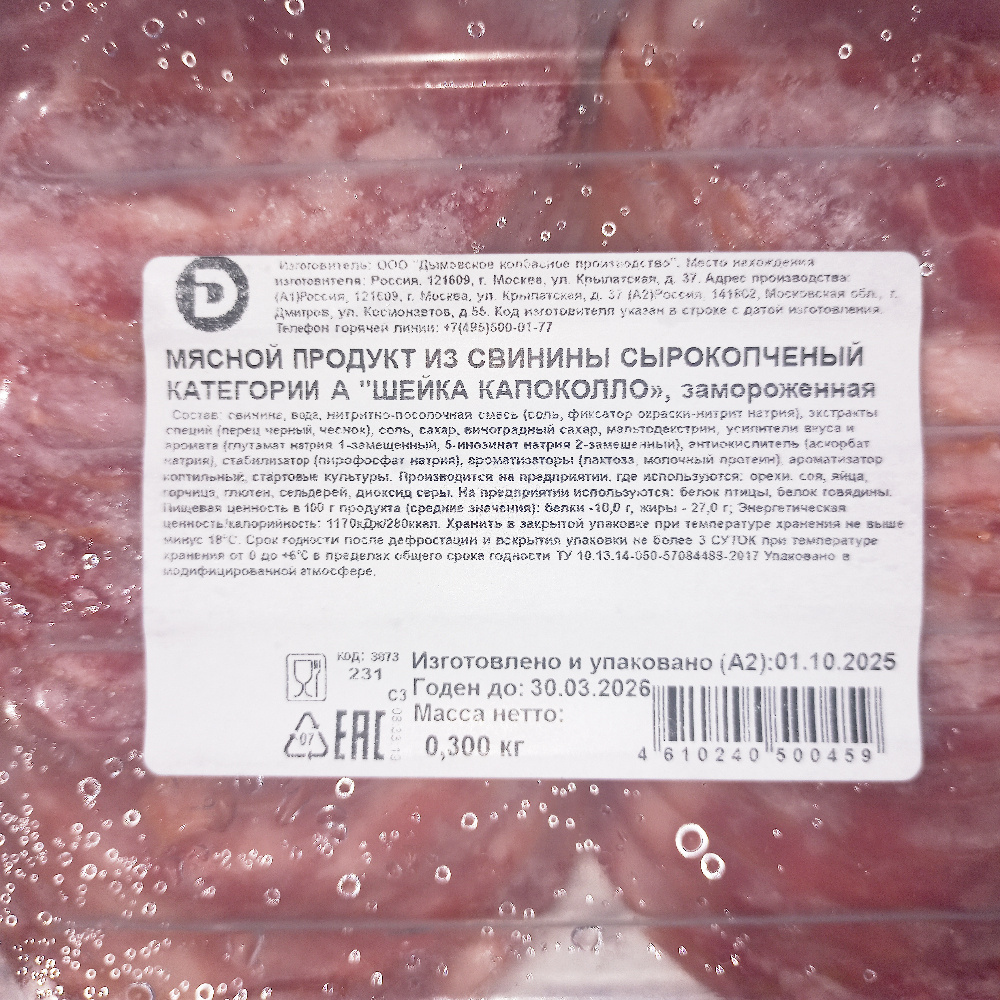 Изготовитель: ООО "Дымовское колбасное производство". Место нахождения
изготовителя: Россия, 121609, г. Москва, ул. Крылатская, д. 37. Адрес производства:
(А1)Россия, 121609, г. Москва, ул. Крылатская, д. 37 (А2)Россия, 141802, Московская обл., г.
Дмитров, ул. Космонавтов, д 55. Код изготовителя указан в строке с датой изготовления.
Телефон горячей линии: +7(495)500-01-77
МЯСНОЙ ПРОДУКТ ИЗ СВИНИНЫ СЫРОКОПЧЕНЫЙ
КАТЕГОРИИ А "ШЕЙКА КАПОКОЛЛО», замороженная
Состав: свинина, вода, нитритно-посолочная смесь (соль, фиксатор окраски-нитрит натрия), экстракты
специй (перец черный, чеснок), соль, сахар, виноградный сахар, мальтодекстрин, усилители вкуса и
аромата (глутамат натрия 1-замещенный, 5-инозинат натрия 2-замещенный), антиокислитель (аскорбат
натрия), стабилизатор (пирофосфат натрия), ароматизаторы (лактоза, молочный протеин), ароматизатор
коптильный, стартовые культуры. Производится на предприятии, где используются: орехи, соя, яйца,
горчица, глютен, сельдерей, диоксид серы. На предприятии используются: белок птицы, белок говядины.
Пищевая ценность в 100 г продукта (средние значения): белки -10,0 г, жиры - 27,0 г; Энергетическая
ценность/калорийность: 1170кДж/280ккал. Хранить в закрытой упаковке при температуре хранения не выше
минус 18°С. Срок годности после дефростации и вскрытия упаковки не более 3 СУТОК при температуре
хранения от 0 до +6°С в пределах общего срока годности ТУ 10.13.14-050-57084488-2017 Упаковано в
модифицированной атмосфере.
код: 3873
231
С3
Изготовлено и упаковано (А2):01.10.2025
Годен до: 30.03.2026
Масса нетто:
0,300 кг
07
ЕАС
4 610240 500459